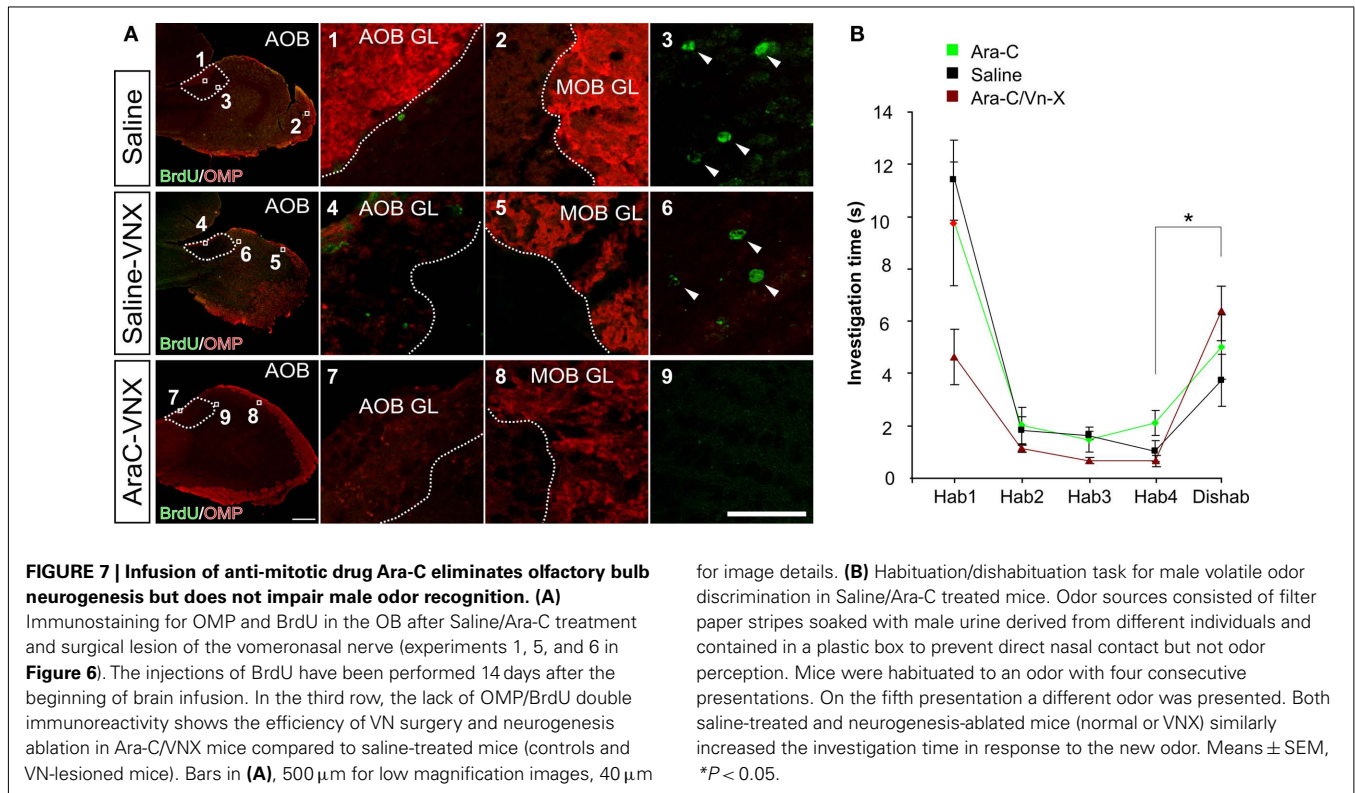 A
Saline
AOB
1
3
2
BrdU/OMP
1
AOB GL
2
MOB GL
3
Saline-VNX
AOB
4
6
5
BrdU/OMP
4
AOB GL
5
MOB GL
6
AraC-VNX
AOB
7
9
8
BrdU/OMP
7
AOB GL
8
MOB GL
9
B
Ara-C
Saline
Ara-C/Vn-X
Investigation time (s)
14
12
10
8
6
4
2
0
*
Hab1 Hab2 Hab3 Hab4 Dishab
FIGURE 7 | Infusion of anti-mitotic drug Ara-C eliminates olfactory bulb
neurogenesis but does not impair male odor recognition. (A)
Immunostaining for OMP and BrdU in the OB after Saline/Ara-C treatment
and surgical lesion of the vomeronasal nerve (experiments 1, 5, and 6 in
Figure 6). The injections of BrdU have been performed 14 days after the
beginning of brain infusion. In the third row, the lack of OMP/BrdU double
immunoreactivity shows the efficiency of VN surgery and neurogenesis
ablation in Ara-C/VNX mice compared to saline-treated mice (controls and
VN-lesioned mice). Bars in (A), 500 μm for low magnification images, 40 μm
for image details. (B) Habituation/dishabituation task for male volatile odor
discrimination in Saline/Ara-C treated mice. Odor sources consisted of filter
paper stripes soaked with male urine derived from different individuals and
contained in a plastic box to prevent direct nasal contact but not odor
perception. Mice were habituated to an odor with four consecutive
presentations. On the fifth presentation a different odor was presented. Both
saline-treated and neurogenesis-ablated mice (normal or VNX) similarly
increased the investigation time in response to the new odor. Means ± SEM,
*P < 0.05.